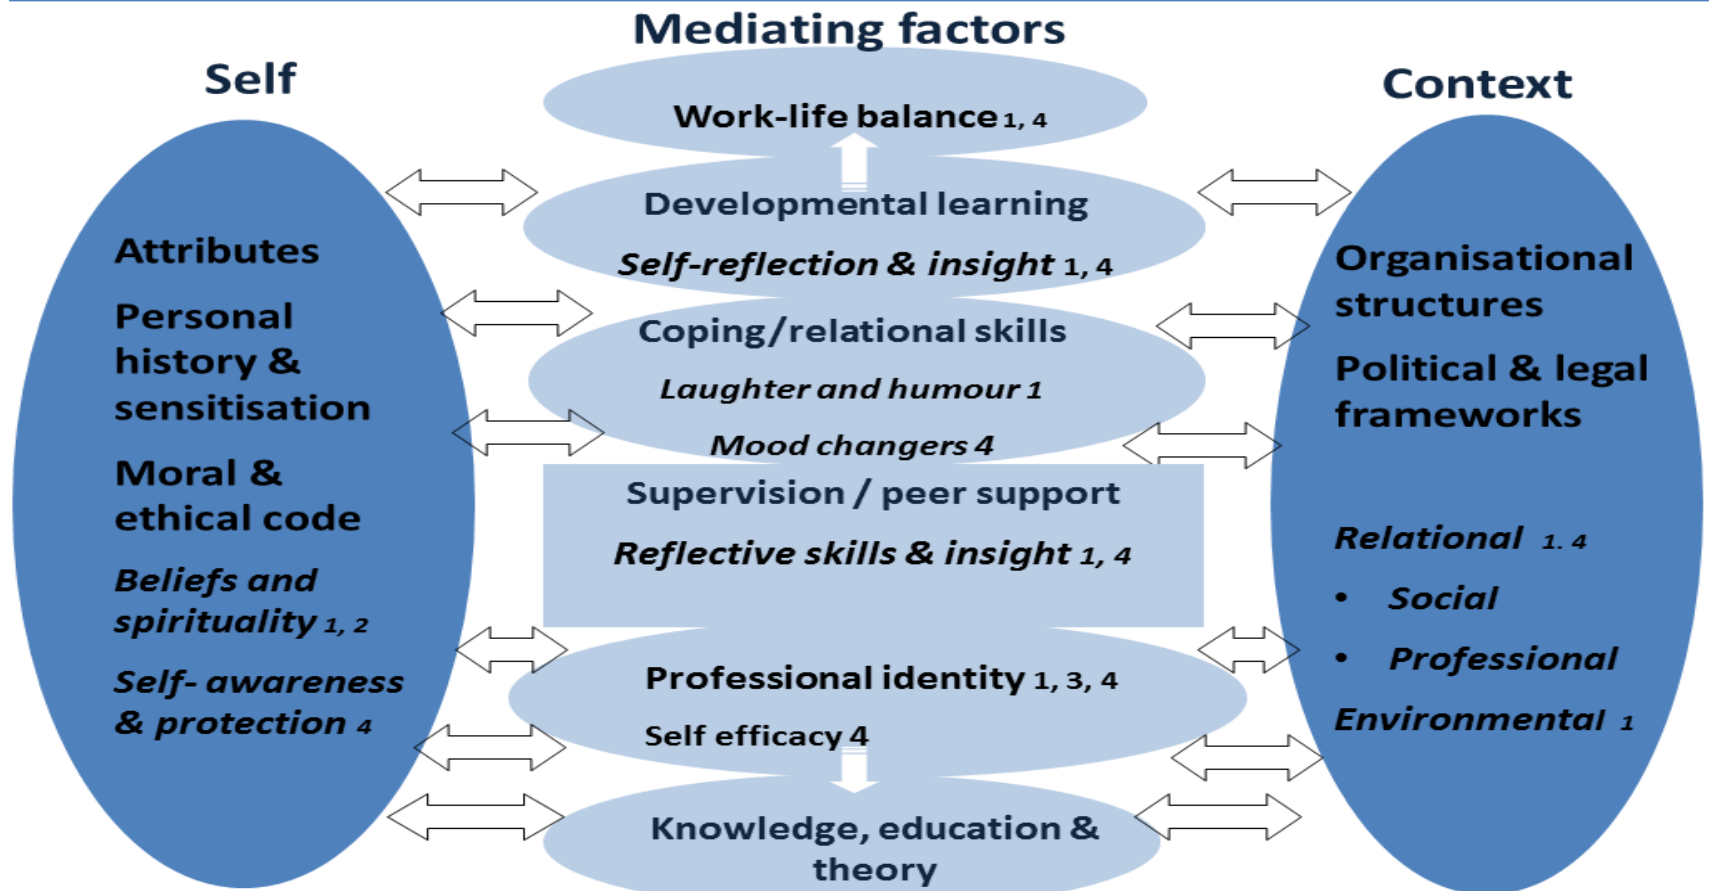 Mediating factors
Self
Context
Work-life balance 1, 4
Developmental learning
Self-reflection & insight 1, 4
Coping/relational skills
Laughter and humour 1
Mood changers 4
Supervision / peer support
Reflective skills & insight 1, 4
Professional identity 1, 3, 4
Self efficacy 4
Knowledge, education &
theory
Attributes
Personal
history &
sensitisation
Moral &
ethical code
Beliefs and
spirituality 1, 2
Self- awareness
& protection 4
Organisational
structures
Political & legal
frameworks
Relational 1. 4
• Social
• Professional
Environmental 1